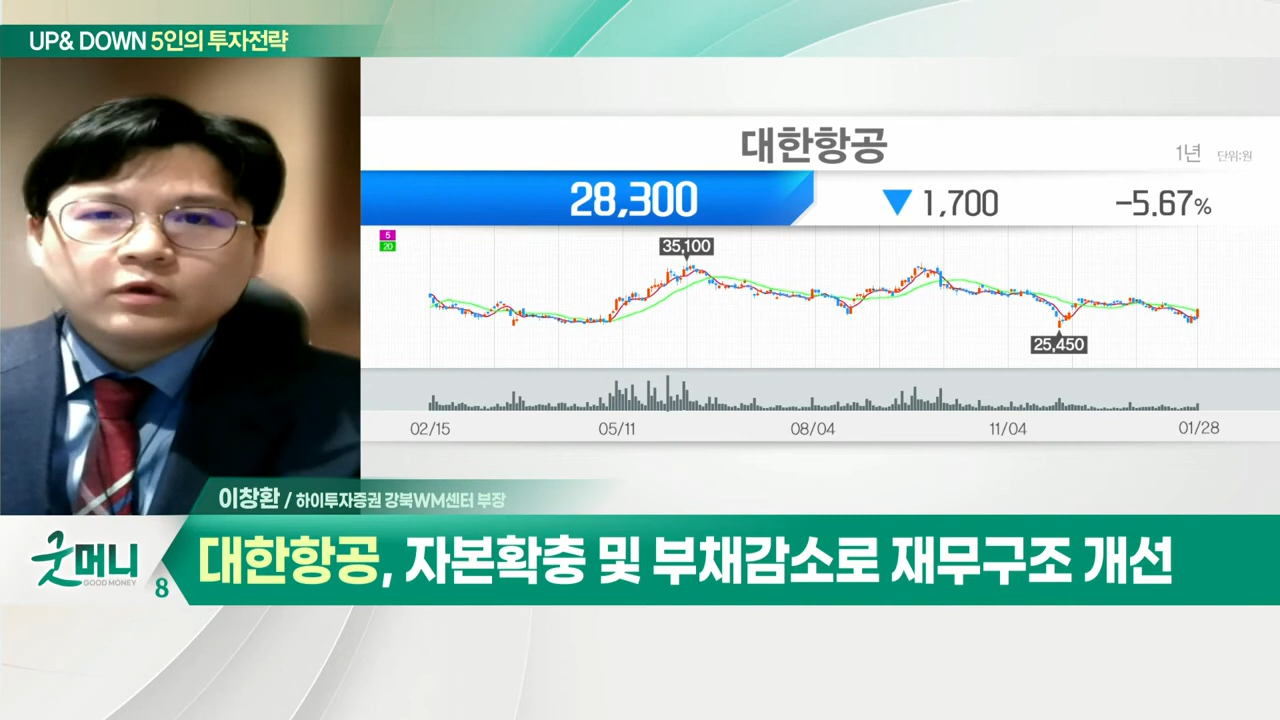 UP& DOWN 5인의 투자전략
대한항공
1년 단위:원
28,300 ▼ 1,700 -5.67%
5
20
35,100
25,450
02/15 05/11 08/04 11/04 01/28
이창환 / 하이투자증권 강북WM센터 부장
굿머니
GOOD MONEY
8
대한항공, 자본확충 및 부채감소로 재무구조 개선